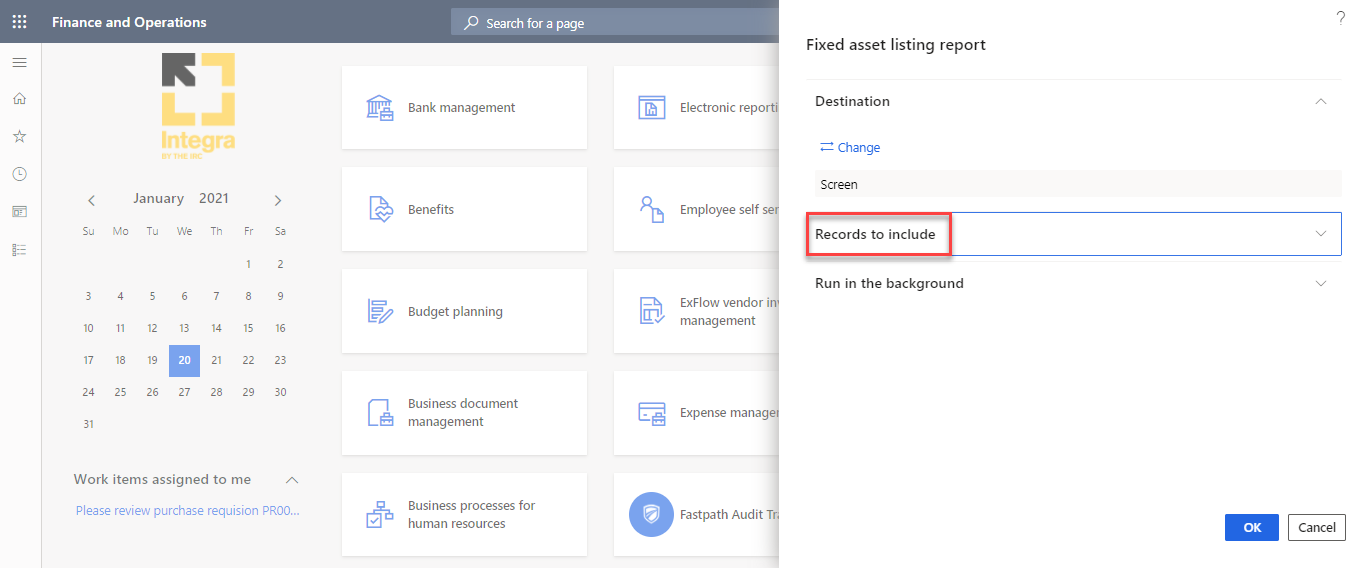 Finance and Operations
Search for a page
?
Integra
BY THE INC
January 2021
Su Mo Tu We Th Fr Sa
1 2
3 4 5 6 7 8 9
10 11 12 13 14 15 16
17 18 19 20 21 22 23
24 25 26 27 28 29 30
31
Work items assigned to me
Please review purchase requision PR00...
Bank management
Electronic reporti
Benefits
Employee self ser
Budget planning
ExFlow vendor inv
management
Business document
management
Expense manager
Business processes for
human resources
Fastpath Audit Tra
Fixed asset listing report
Destination
Change
Screen
Records to include
Run in the background
OK
Cancel